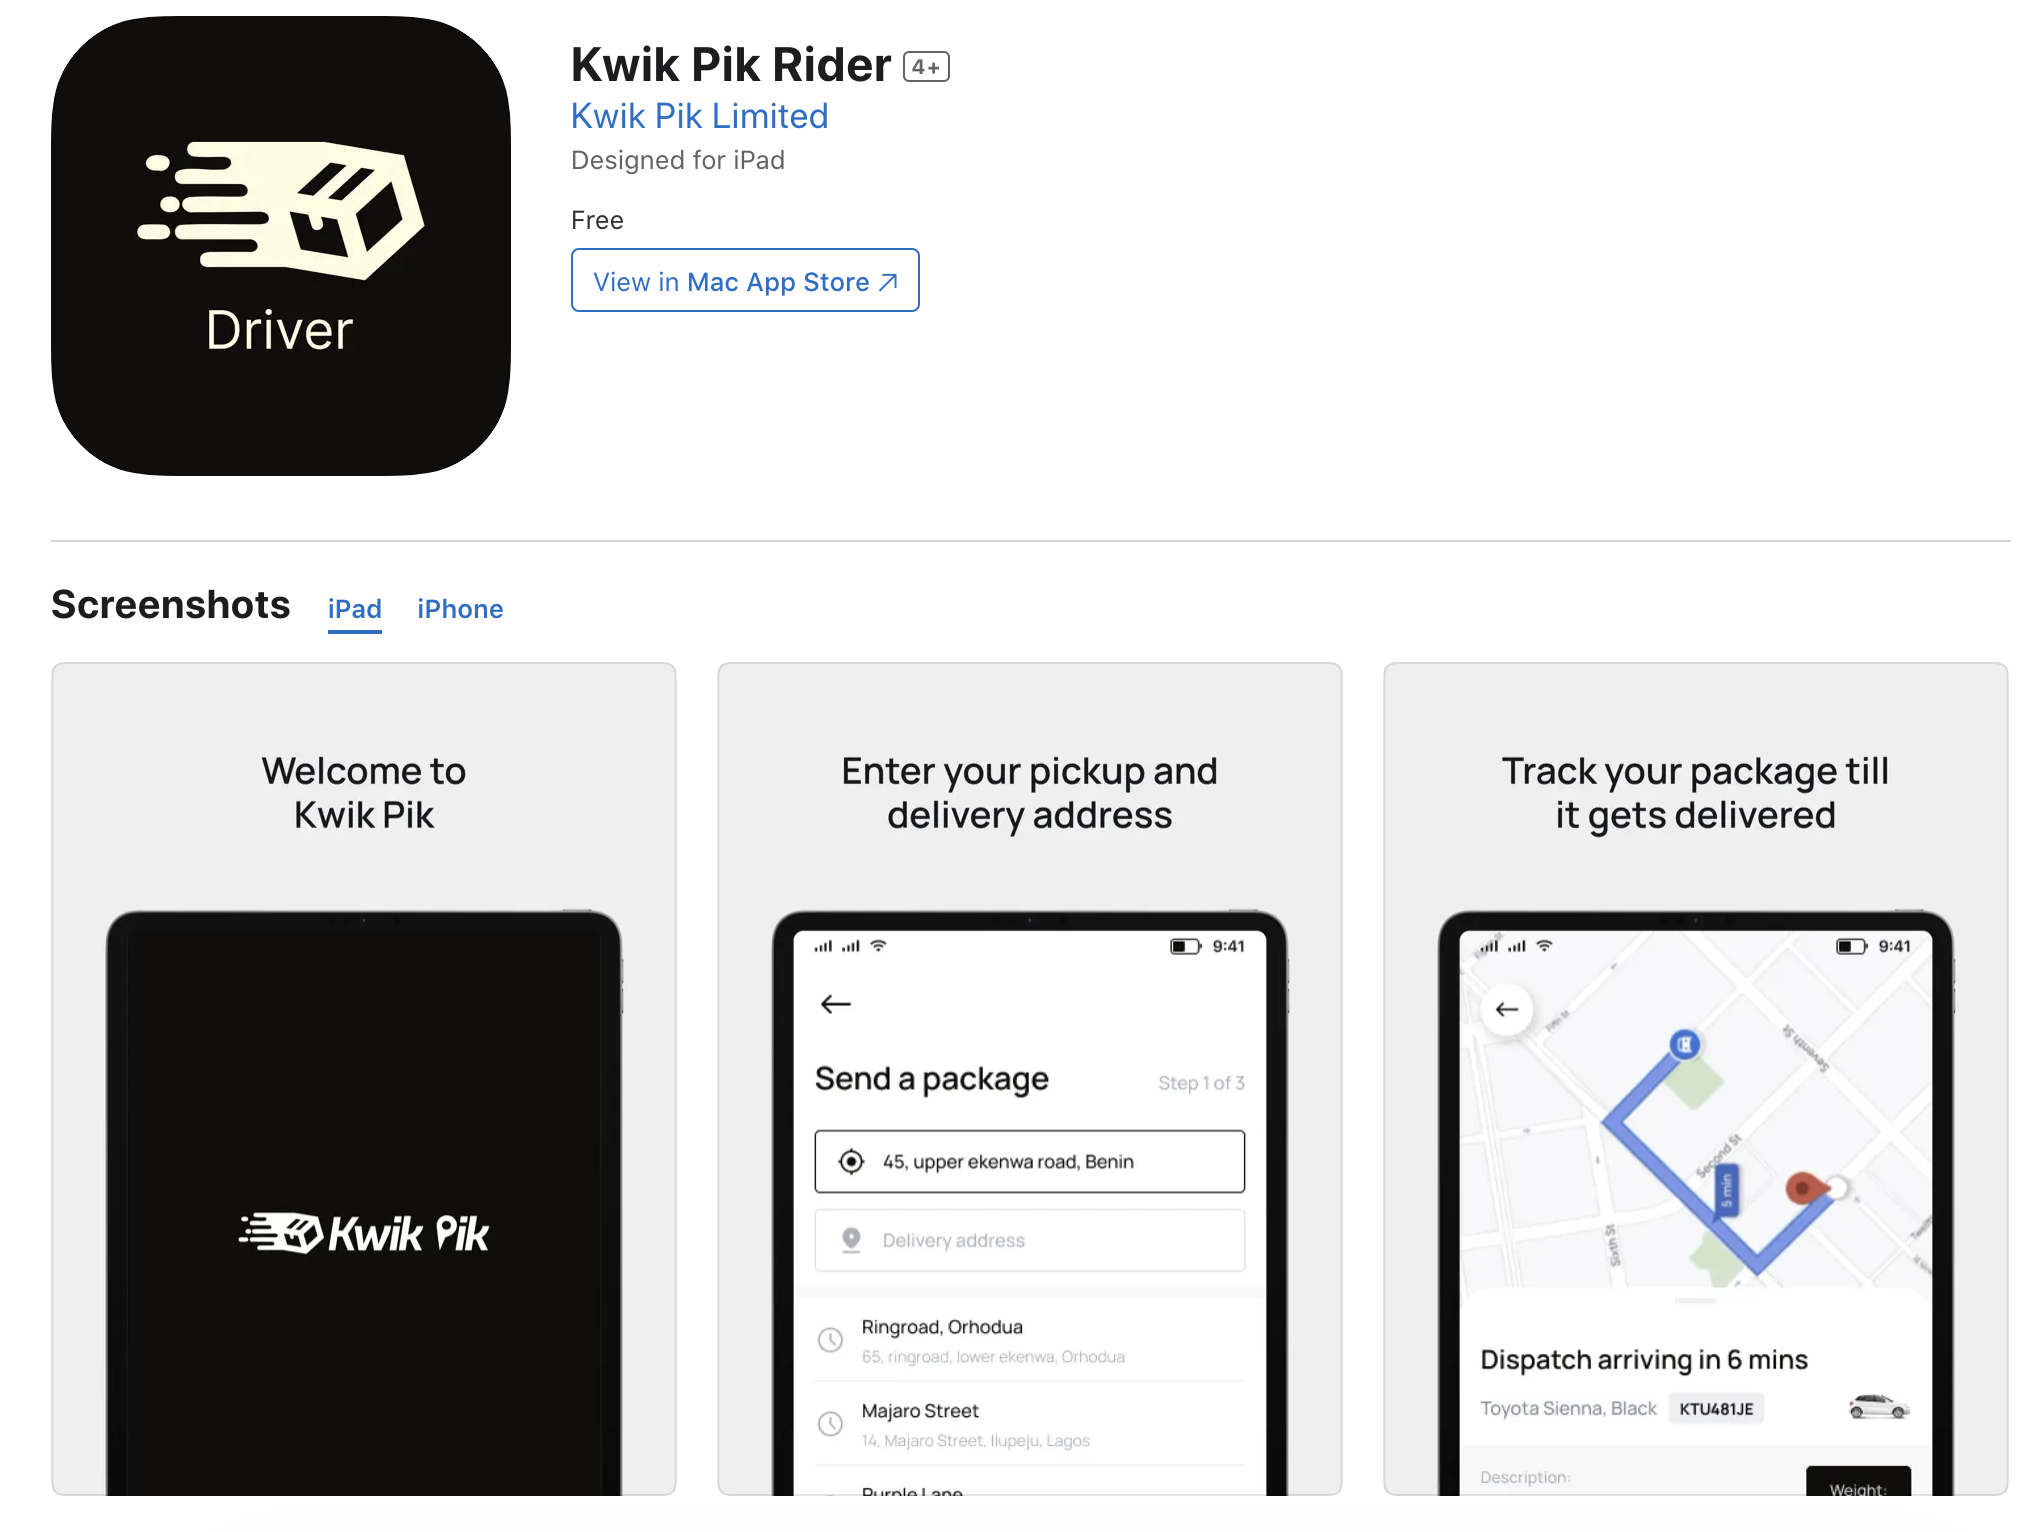 Driver
Kwik Pik Rider 4+
Kwik Pik Limited
Designed for iPad
Free
View in Mac App Store
Screenshots iPad iPhone
Welcome to
Kwik Pik
Kwik Pik
Enter your pickup and
delivery address
9:41
Send a package Step 1 of 3
45, upper ekenwa road, Benin
Delivery address
Ringroad, Orhodua
65, ringroad, lower ekenwa, Orhodua
Majaro Street
14, Majaro Street, Ilupeju, Lagos
Purple Lane
Track your package till
it gets delivered
9:41
Fifth St
Seventh St
Second St
5 min
Sixth St
Dispatch arriving in 6 mins
Toyota Sienna, Black KTU481JE
Description:
Weight: